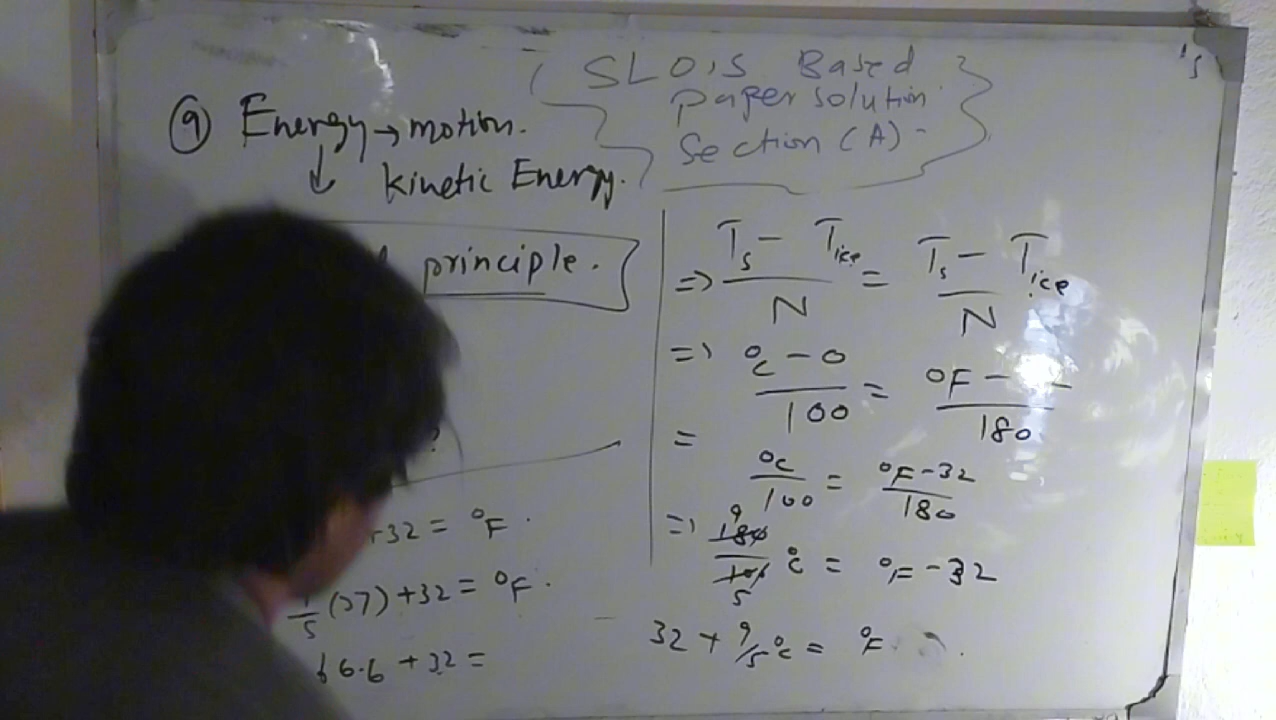 SLO,S Based
paper solution
Section (A) -
's
(9) Energy → motion.
↓ kinetic Energy.
principle.
?
+32 = °F.
5 (37) + 32 = °F.
66.6 + 32 =
=> Ts - Tice / N = Ts - Tice / N
=> °C - 0 / 100 = °F - / 180
= °C / 100 = °F - 32 / 180
=> 9 180 / 100 5 °C = °F - 32
32 + 9/5 °C = °F